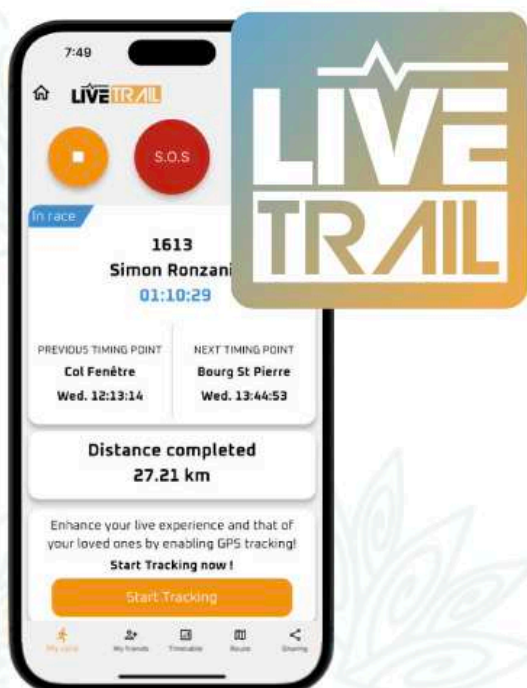 7:49
LIVE TRAIL
S.O.S
In race
1613
Simon Ronzani
01:10:29
PREVIOUS TIMING POINT
Col Fenêtre
Wed. 12:13:14
NEXT TIMING POINT
Bourg St Pierre
Wed. 13:44:53
Distance completed
27.21 km
Enhance your live experience and that of
your loved ones by enabling GPS tracking!
Start Tracking now !
Start Tracking
My race
My friends
Timetable
Route
Sharing
LIVE
TRAIL